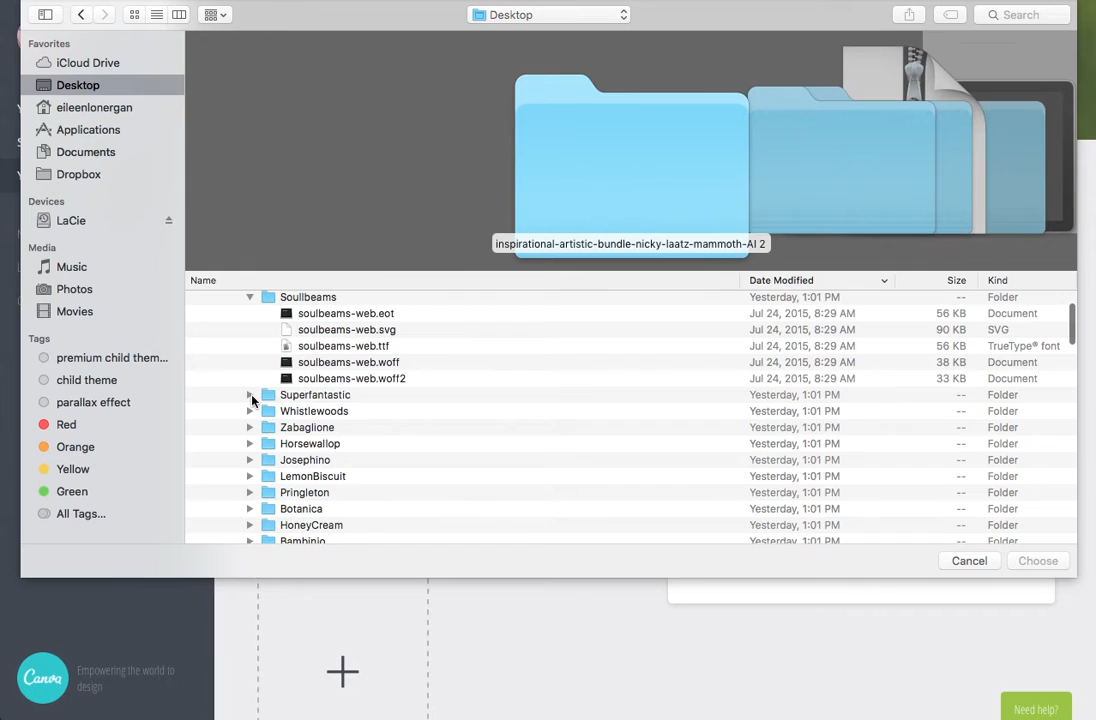 Desktop
Search
Favorites
iCloud Drive
Desktop
eileenlonergan
Applications
Documents
Dropbox
Devices
LaCie
Media
Music
Photos
Movies
Tags
premium child them...
child theme
parallax effect
Red
Orange
Yellow
Green
All Tags...
inspirational-artistic-bundle-nicky-laatz-mammoth-AI 2
Name Date Modified Size Kind
Soullbeams Yesterday, 1:01 PM -- Folder
soulbeams-web.eot Jul 24, 2015, 8:29 AM 56 KB Document
soulbeams-web.svg Jul 24, 2015, 8:29 AM 90 KB SVG
soulbeams-web.ttf Jul 24, 2015, 8:29 AM 56 KB TrueType® font
soulbeams-web.woff Jul 24, 2015, 8:29 AM 38 KB Document
soulbeams-web.woff2 Jul 24, 2015, 8:29 AM 33 KB Document
Superfantastic Yesterday, 1:01 PM -- Folder
Whistlewoods Yesterday, 1:01 PM -- Folder
Zabaglione Yesterday, 1:01 PM -- Folder
Horsewallop Yesterday, 1:01 PM -- Folder
Josephino Yesterday, 1:01 PM -- Folder
LemonBiscuit Yesterday, 1:01 PM -- Folder
Pringleton Yesterday, 1:01 PM -- Folder
Botanica Yesterday, 1:01 PM -- Folder
HoneyCream Yesterday, 1:01 PM -- Folder
Bambinio Yesterday, 1:01 PM -- Folder
Cancel
Choose
Canva
Empowering the world to
design
Need help?